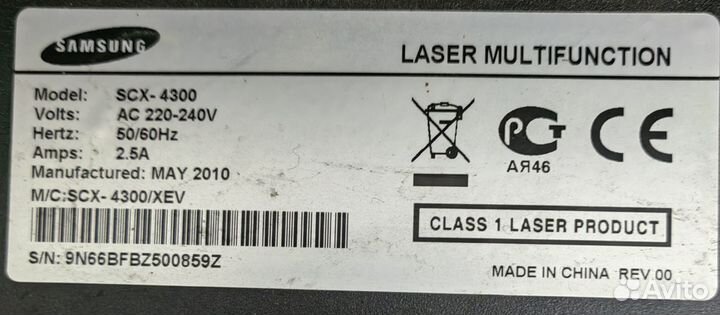 SAMSUNG
LASER MULTIFUNCTION
Model: SCX- 4300
Volts: AC 220-240V
Hertz: 50/60Hz
Amps: 2.5A
Manufactured: MAY 2010
M/C:SCX- 4300/XEV
S/N: 9N66BFBZ500859Z
РСТ
АЯ46
CE
CLASS 1 LASER PRODUCT
MADE IN CHINA REV.00
Avito